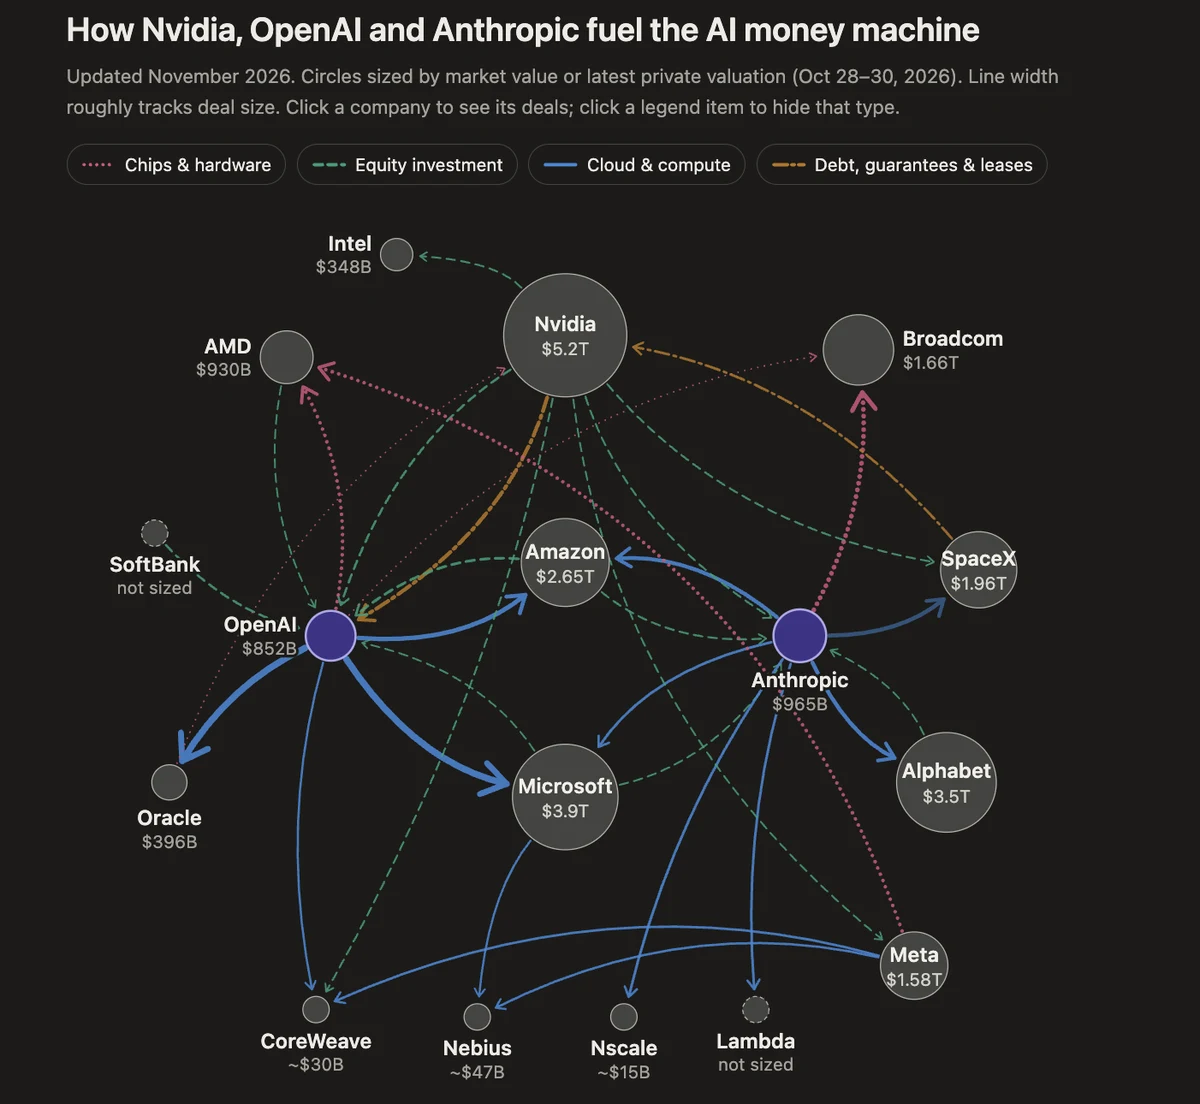 How Nvidia, OpenAI and Anthropic fuel the AI money machine
Updated November 2026. Circles sized by market value or latest private valuation (Oct 28–30, 2026). Line width
roughly tracks deal size. Click a company to see its deals; click a legend item to hide that type.
Chips & hardware
Equity investment
Cloud & compute
Debt, guarantees & leases
Intel
$348B
Nvidia
$5.2T
AMD
$930B
Broadcom
$1.66T
SoftBank
not sized
Amazon
$2.65T
SpaceX
$1.96T
OpenAI
$852B
Anthropic
$965B
Oracle
$396B
Microsoft
$3.9T
Alphabet
$3.5T
Meta
$1.58T
CoreWeave
~$30B
Nebius
~$47B
Nscale
~$15B
Lambda
not sized